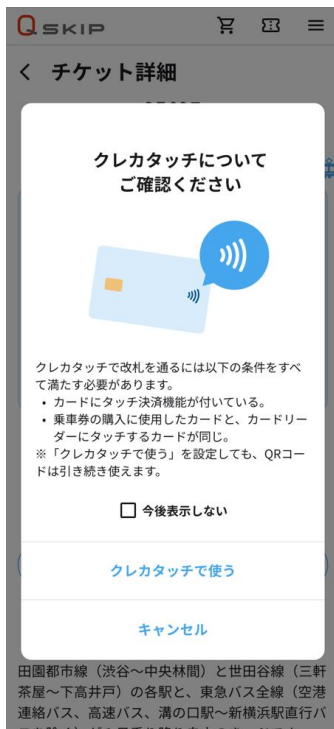 Q SKIP
チケット詳細
クレカタッチについて
ご確認ください
クレカタッチで改札を通るには以下の条件をすべ
て満たす必要があります。
• カードにタッチ決済機能が付いている。
• 乗車券の購入に使用したカードと、カードリー
ダーにタッチするカードが同じ。
※「クレカタッチで使う」を設定しても、QRコー
ドは引き続き使えます。
今後表示しない
クレカタッチで使う
キャンセル
田園都市線（渋谷〜中央林間）と世田谷線（三軒
茶屋〜下高井戸）の各駅と、東急バス全線（空港
連絡バス、高速バス、溝の口駅〜新横浜駅直行バ